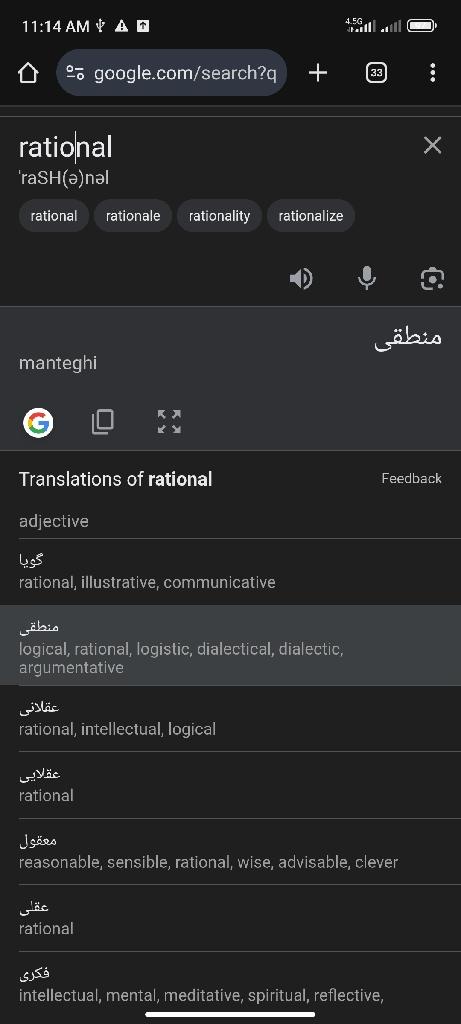 11:14 AM
4.5G
google.com/search?q
33
rational
'raSH(ə)nəl
rational rationale rationality rationalize
منطقی
manteghi
Translations of rational Feedback
adjective
گویا
rational, illustrative, communicative
منطقی
logical, rational, logistic, dialectical, dialectic,
argumentative
عقلانی
rational, intellectual, logical
عقلایی
rational
معقول
reasonable, sensible, rational, wise, advisable, clever
عقلی
rational
فکری
intellectual, mental, meditative, spiritual, reflective,